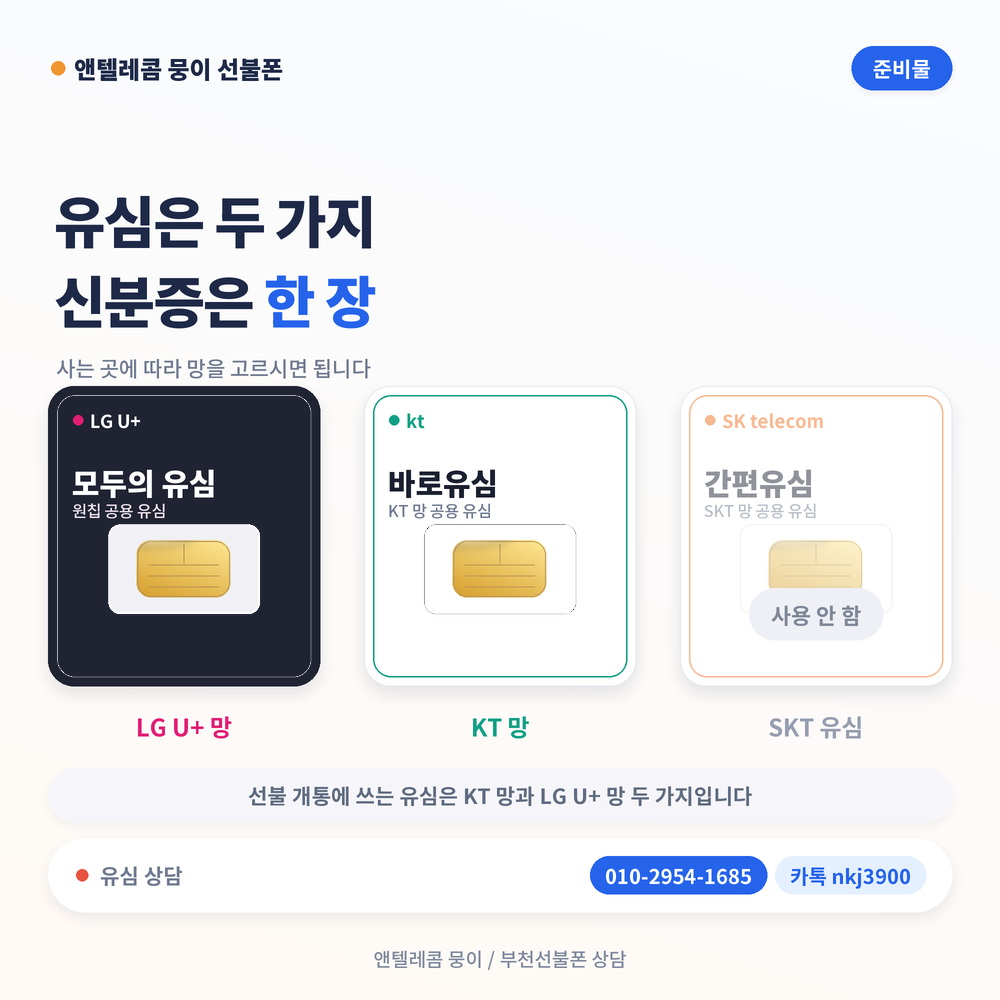 앤텔레콤 뭉이 선불폰
준비물
유심은 두 가지
신분증은 한 장
사는 곳에 따라 망을 고르시면 됩니다
LG U+
모두의 유심
원칩 공용 유심
LG U+ 망
kt
바로유심
KT 망 공용 유심
KT 망
SK telecom
간편유심
SKT 망 공용 유심
사용 안 함
SKT 유심
선불 개통에 쓰는 유심은 KT 망과 LG U+ 망 두 가지입니다
유심 상담
010-2954-1685
카톡 nkj3900
앤텔레콤 뭉이 / 부천선불폰 상담